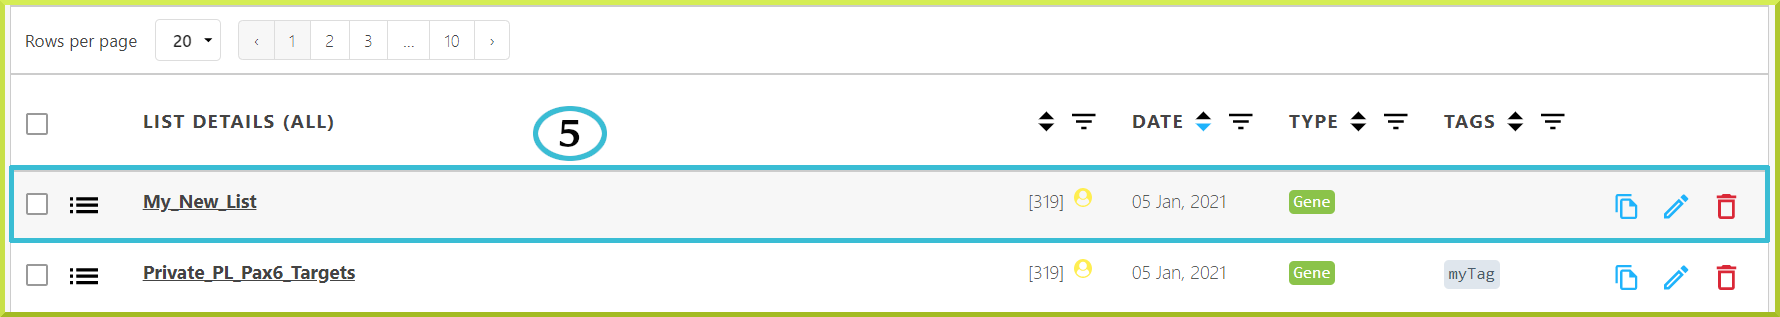 Rows per page 20 ‹ 1 2 3 ... 10 ›
LIST DETAILS (ALL) 5 DATE TYPE TAGS
My_New_List [319] 05 Jan, 2021 Gene
Private_PL_Pax6_Targets [319] 05 Jan, 2021 Gene myTag